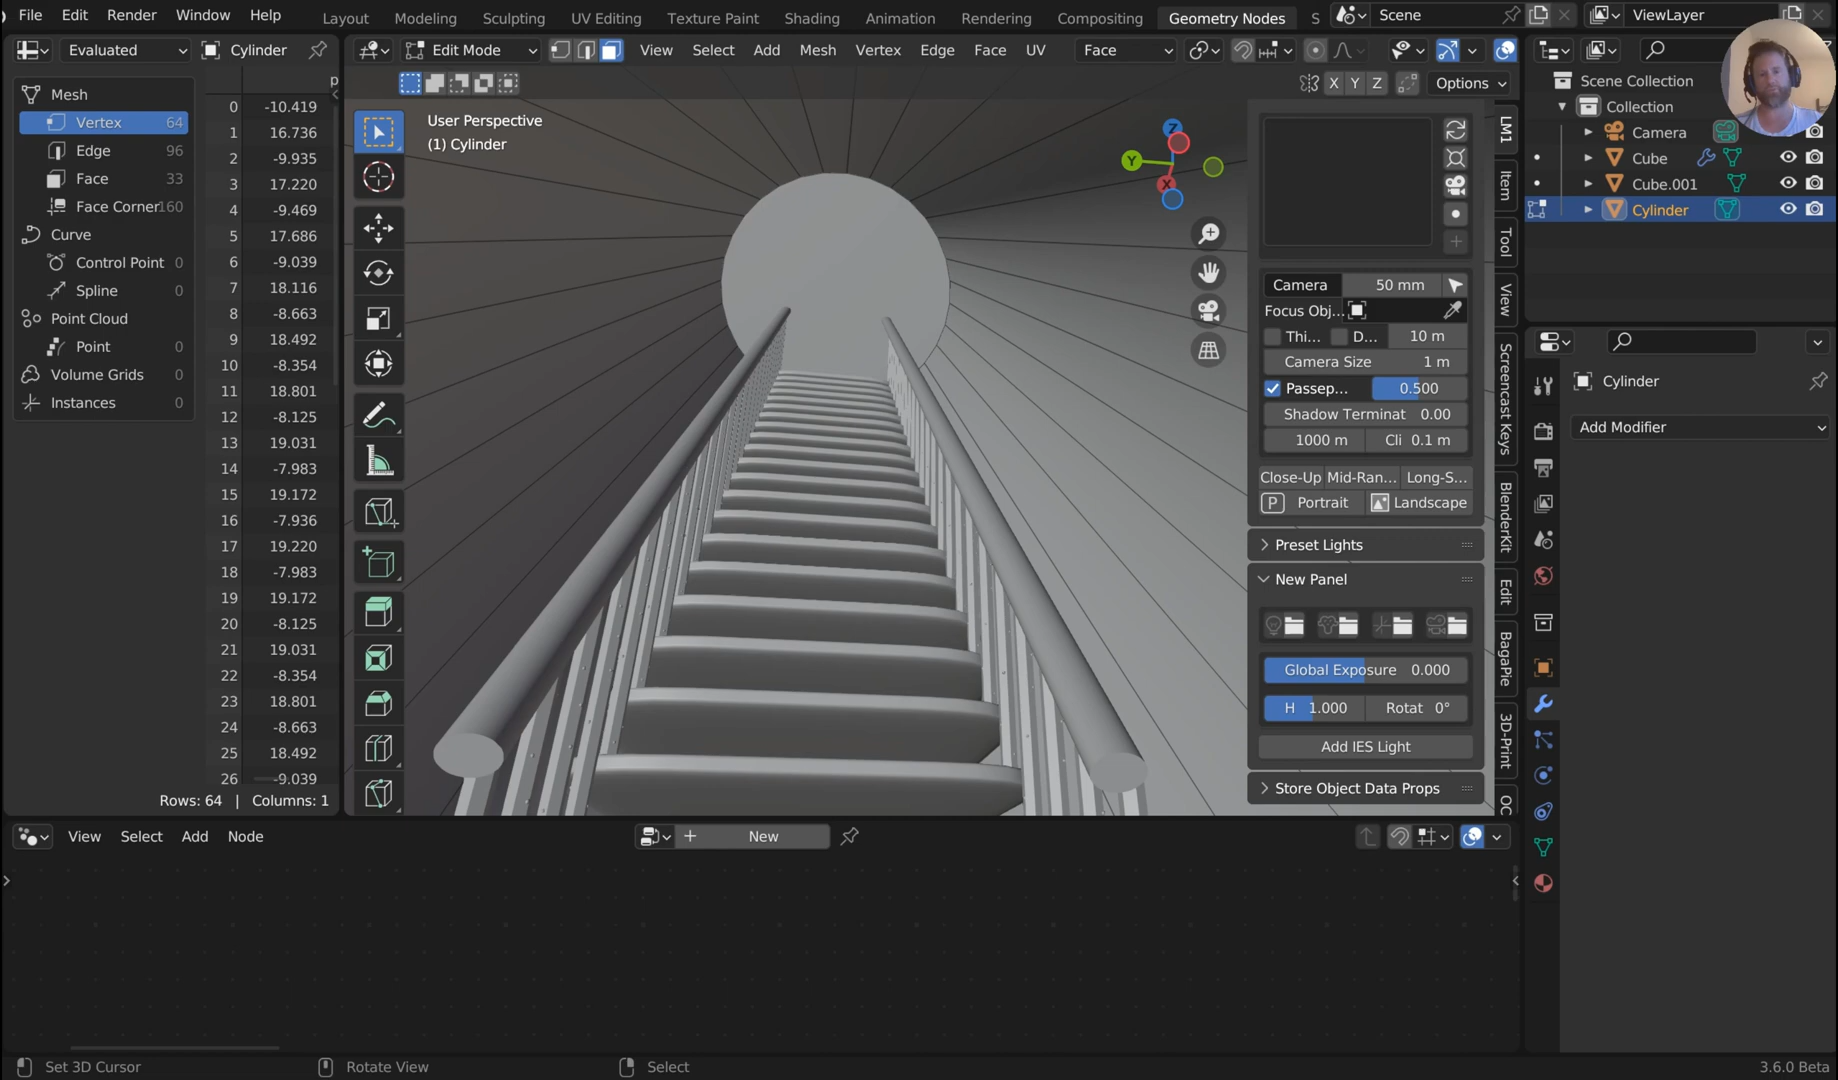 File Edit Render Window Help Layout Modeling Sculpting UV Editing Texture Paint Shading Animation Rendering Compositing Geometry Nodes S Scene ViewLayer
Evaluated Cylinder Edit Mode View Select Add Mesh Vertex Edge Face UV Face
X Y Z Options
User Perspective
(1) Cylinder
Mesh
Vertex 64
Edge 96
Face 33
Face Corner 160
Curve
Control Point 0
Spline 0
Point Cloud
Point 0
Volume Grids 0
Instances 0
p
0 -10.419
1 16.736
2 -9.935
3 17.220
4 -9.469
5 17.686
6 -9.039
7 18.116
8 -8.663
9 18.492
10 -8.354
11 18.801
12 -8.125
13 19.031
14 -7.983
15 19.172
16 -7.936
17 19.220
18 -7.983
19 19.172
20 -8.125
21 19.031
22 -8.354
23 18.801
24 -8.663
25 18.492
26 -9.039
Rows: 64 | Columns: 1
Z
Y
X
Camera 50 mm
Focus Obj...
Thi... D... 10 m
Camera Size 1 m
Passep... 0.500
Shadow Terminat 0.00
1000 m Cli 0.1 m
Close-Up Mid-Ran... Long-S...
P Portrait Landscape
Preset Lights
New Panel
Global Exposure 0.000
H 1.000 Rotat 0°
Add IES Light
Store Object Data Props
LM1
Item
Tool
View
Screencast Keys
BlenderKit
Edit
BagaPie
3D-Print
OC
Scene Collection
Collection
Camera
Cube
Cube.001
Cylinder
Cylinder
Add Modifier
View Select Add Node New
Set 3D Cursor Rotate View Select 3.6.0 Beta